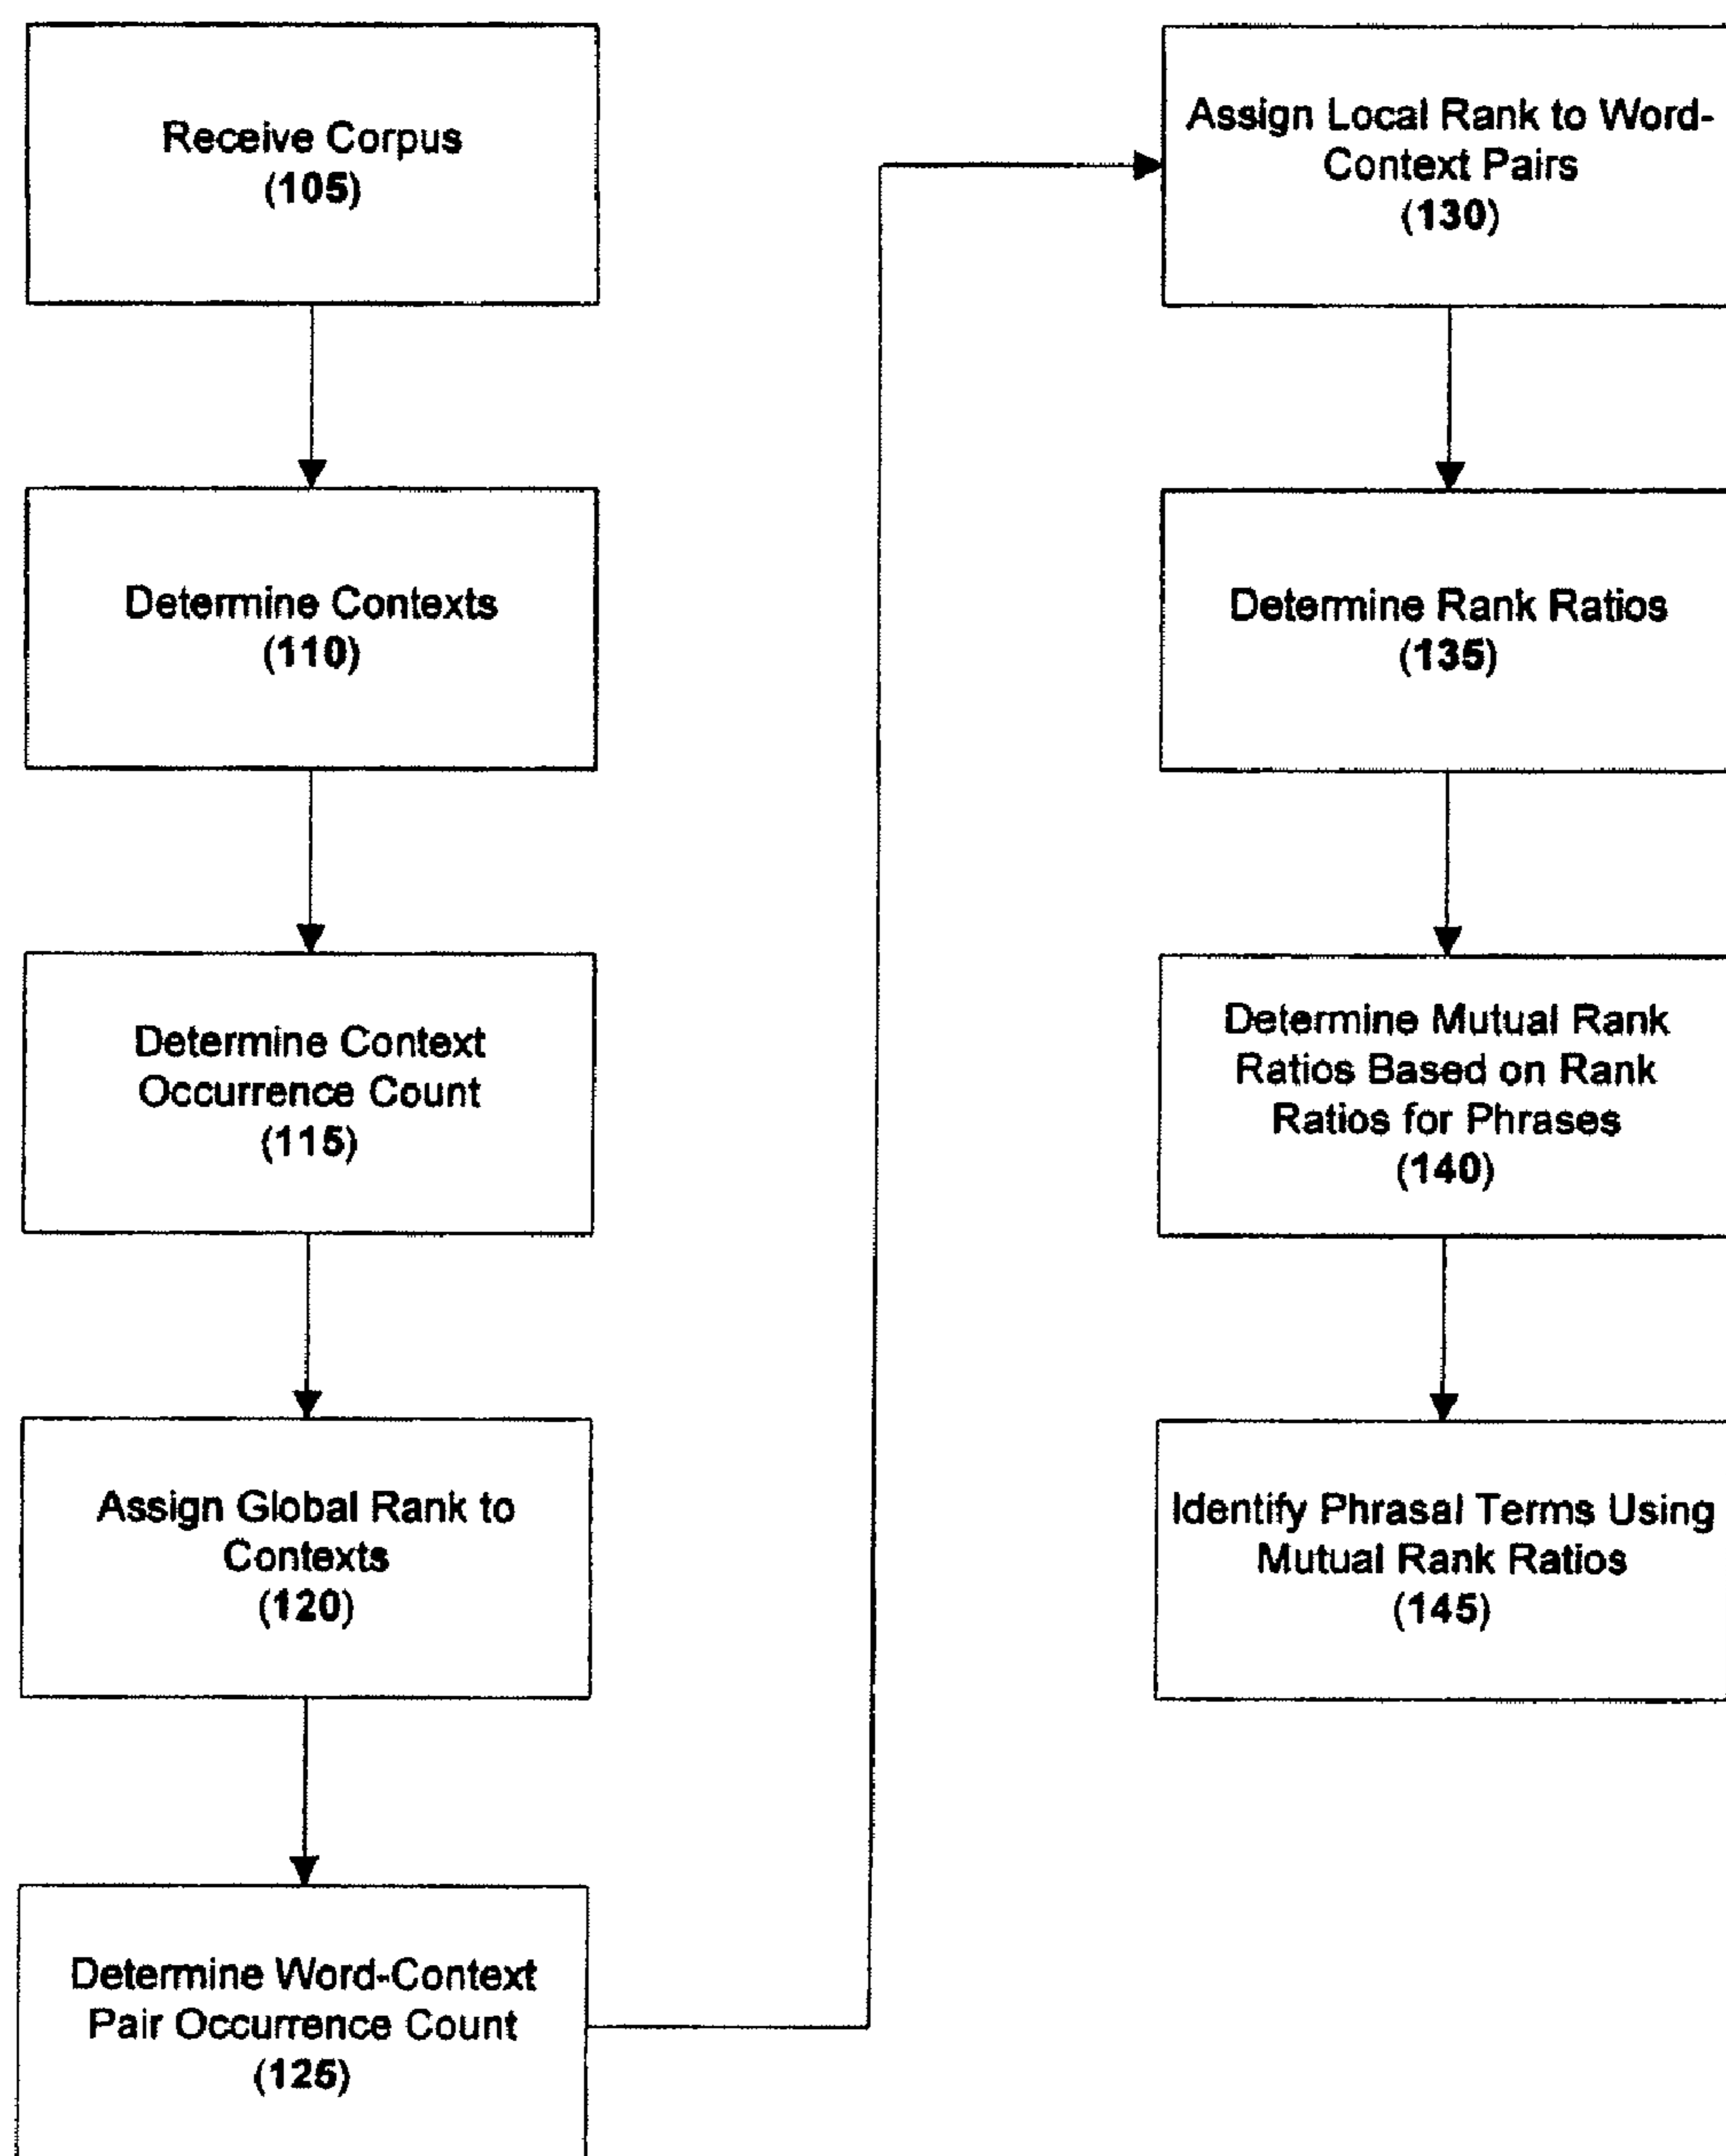 Receive Corpus
(105)
Determine Contexts
(110)
Determine Context
Occurrence Count
(115)
Assign Global Rank to
Contexts
(120)
Determine Word-Context
Pair Occurrence Count
(125)
Assign Local Rank to Word-
Context Pairs
(130)
Determine Rank Ratios
(135)
Determine Mutual Rank
Ratios Based on Rank
Ratios for Phrases
(140)
Identify Phrasal Terms Using
Mutual Rank Ratios
(145)